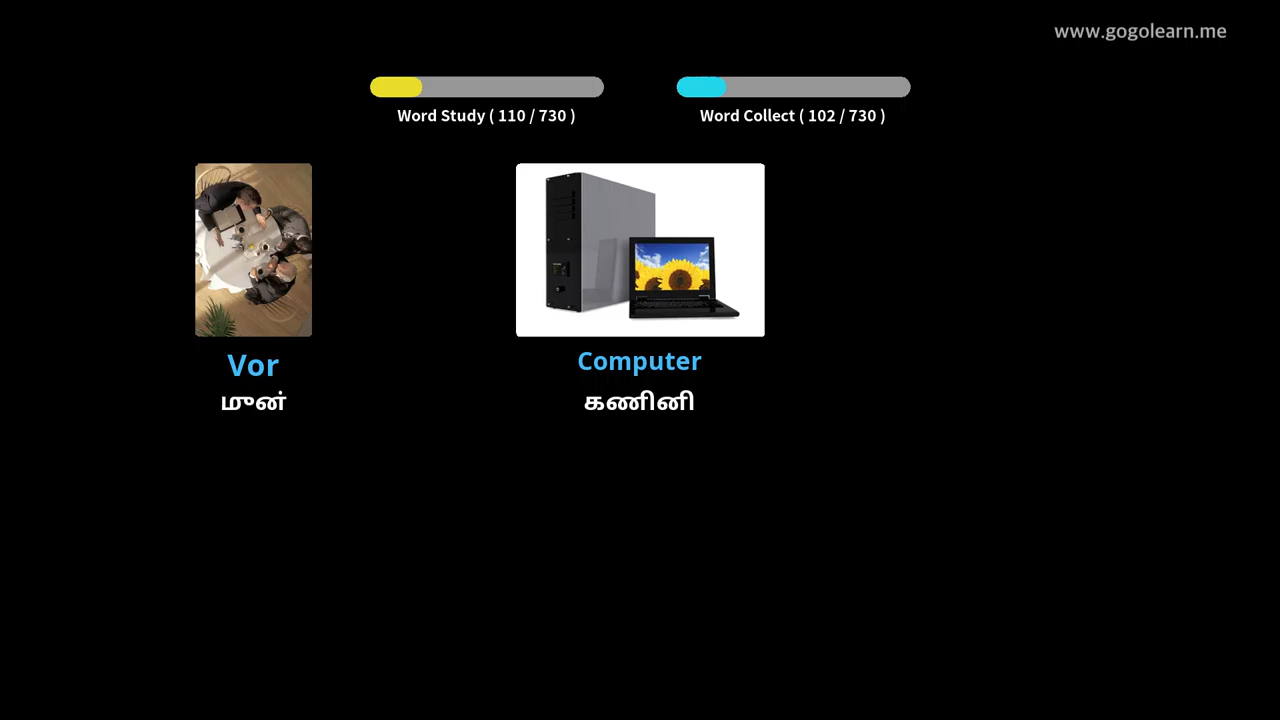 www.gogolearn.me
Word Study ( 110 / 730 )
Word Collect ( 102 / 730 )
Vor
முன்
Computer
கணினி